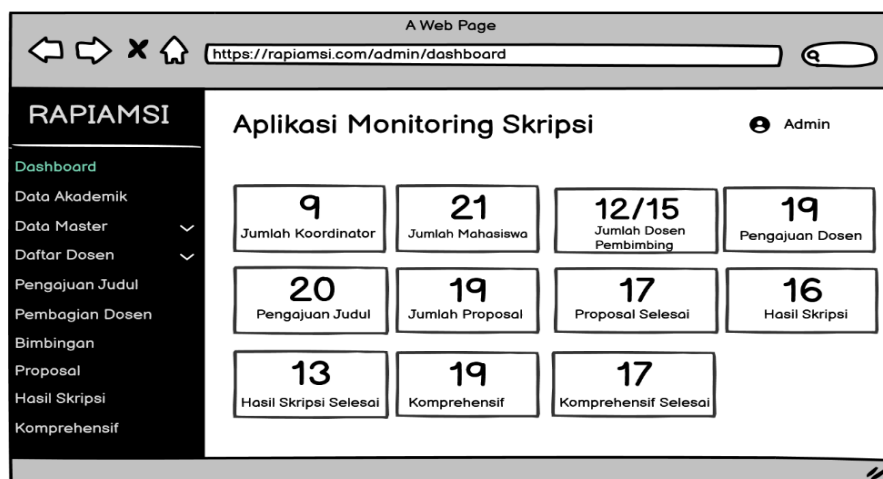 A Web Page
https://rapiamsi.com/admin/dashboard
RAPIAMSI
Dashboard
Data Akademik
Data Master
Daftar Dosen
Pengajuan Judul
Pembagian Dosen
Bimbingan
Proposal
Hasil Skripsi
Komprehensif
Aplikasi Monitoring Skripsi
Admin
9
Jumlah Koordinator
21
Jumlah Mahasiswa
12/15
Jumlah Dosen
Pembimbing
19
Pengajuan Dosen
20
Pengajuan Judul
19
Jumlah Proposal
17
Proposal Selesai
16
Hasil Skripsi
13
Hasil Skripsi Selesai
19
Komprehensif
17
Komprehensif Selesai